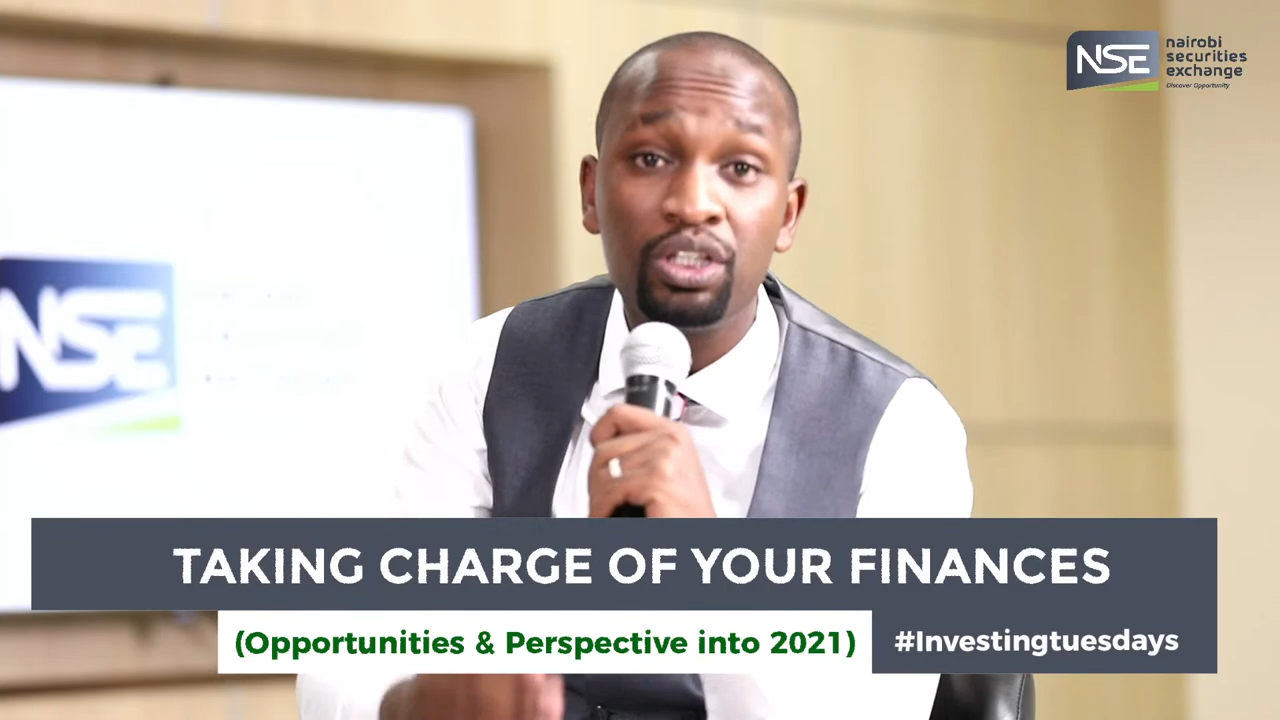 NSE
nairobi
securities
exchange
Discover Opportunity
NSE
TAKING CHARGE OF YOUR FINANCES
(Opportunities & Perspective into 2021)
#Investingtuesdays